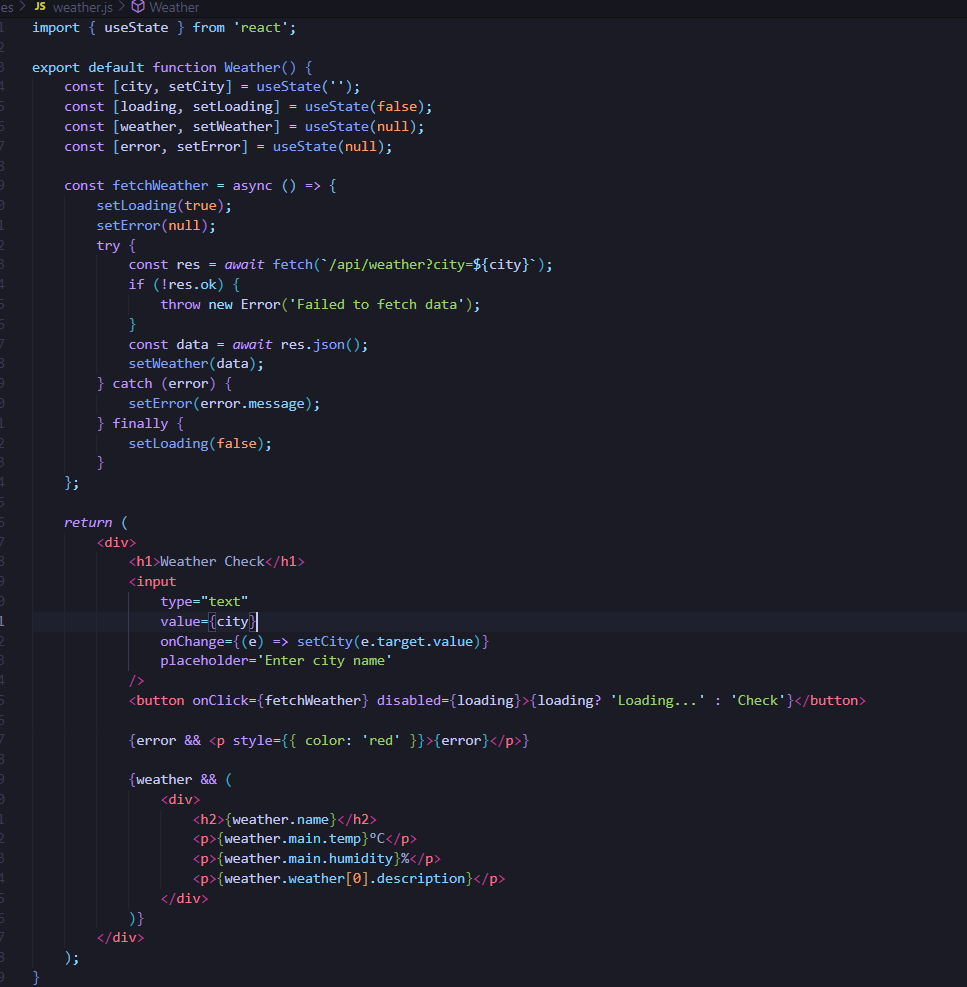 es > JS weather.js > Weather
import { useState } from 'react';
export default function Weather() {
const [city, setCity] = useState('');
const [loading, setLoading] = useState(false);
const [weather, setWeather] = useState(null);
const [error, setError] = useState(null);
const fetchWeather = async () => {
setLoading(true);
setError(null);
try {
const res = await fetch(`/api/weather?city=${city}`);
if (!res.ok) {
throw new Error('Failed to fetch data');
}
const data = await res.json();
setWeather(data);
} catch (error) {
setError(error.message);
} finally {
setLoading(false);
}
};
return (
<div>
<h1>Weather Check</h1>
<input
type="text"
value={city}
onChange={(e) => setCity(e.target.value)}
placeholder='Enter city name'
/>
<button onClick={fetchWeather} disabled={loading}>{loading? 'Loading...' : 'Check'}</button>
{error && <p style={{ color: 'red' }}>{error}</p>}
{weather && (
<div>
<h2>{weather.name}</h2>
<p>{weather.main.temp}°C</p>
<p>{weather.main.humidity}%</p>
<p>{weather.weather[0].description}</p>
</div>
)}
</div>
);
}